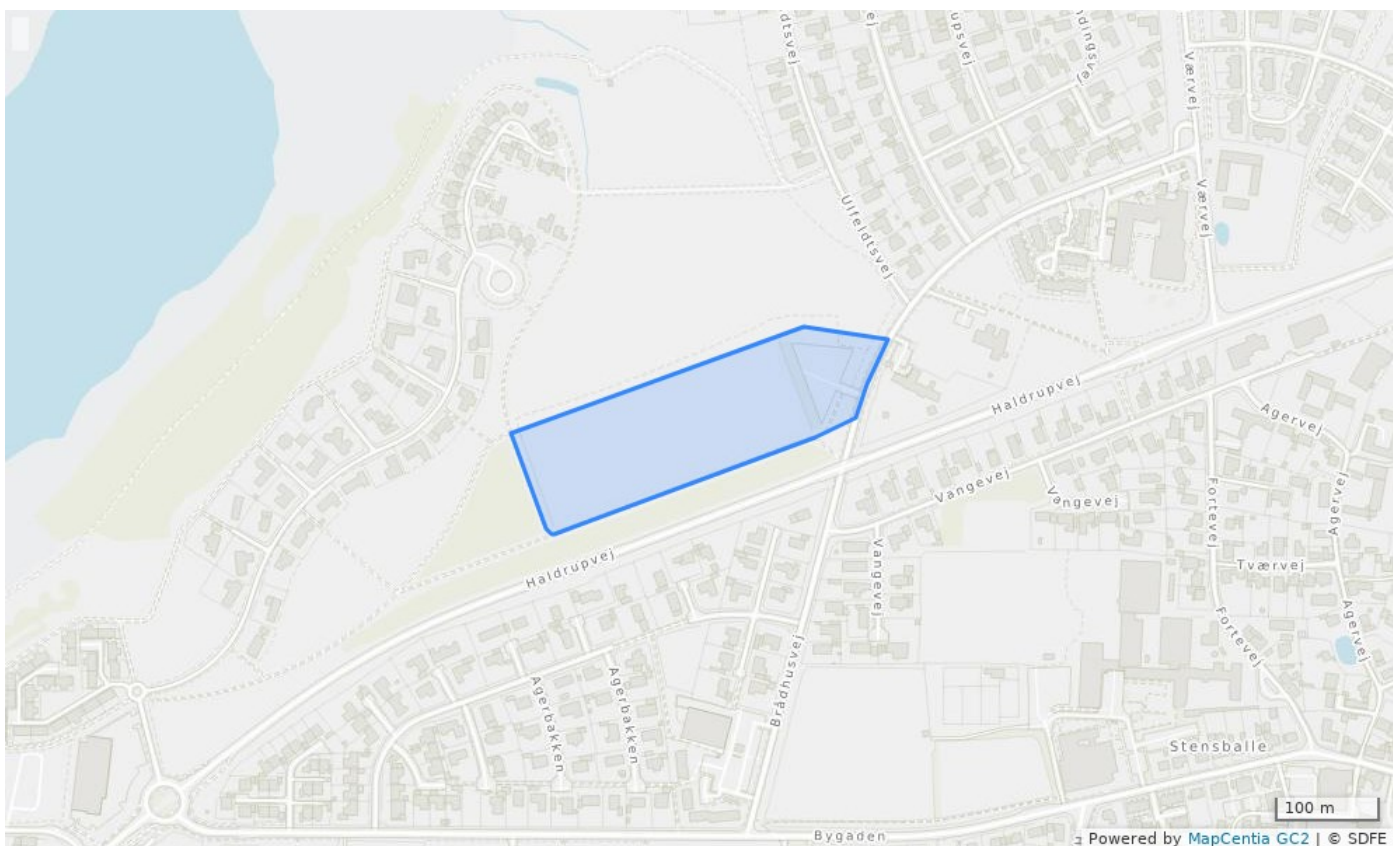 Værvej
Værvej
Ulfeldtsvej
Haldrupvej
Agervej
Vangevej
Vangevej
Fortevej
Agervej
Vangevej
Haldrupvej
Tværvej
Fortevej
Agervej
Brådhusvej
Agerbakken
Agerbakken
Stensballe
Bygaden
100 m
Powered by MapCentia GC2 | © SDFE